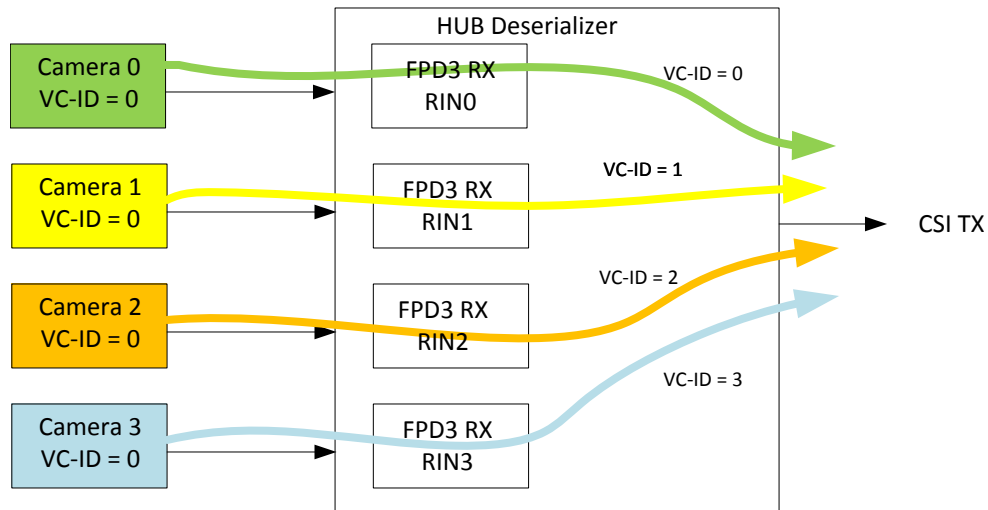 HUB Deserializer
Camera 0
VC-ID = 0
FPD3 RX
RIN0
VC-ID = 0
Camera 1
VC-ID = 0
FPD3 RX
RIN1
VC-ID = 1
CSI TX
Camera 2
VC-ID = 0
FPD3 RX
RIN2
VC-ID = 2
Camera 3
VC-ID = 0
FPD3 RX
RIN3
VC-ID = 3